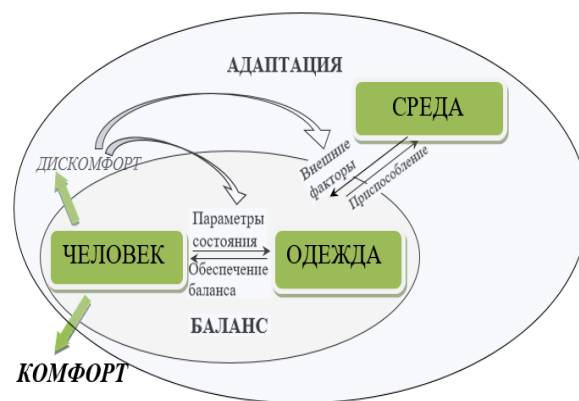 АДАПТАЦИЯ
СРЕДА
ДИСКОМФОРТ
Внешние
факторы
Приспособление
Параметры
состояния
ЧЕЛОВЕК
ОДЕЖДА
Обеспечение
баланса
БАЛАНС
КОМФОРТ